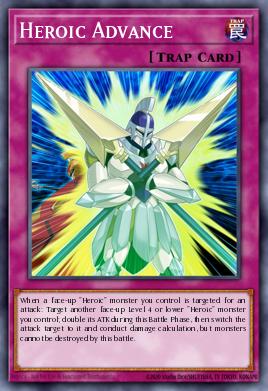 Heroic Advance
TRAP
罠
[Trap Card]
When a face-up "Heroic" monster you control is targeted for an
attack: Target another face-up Level 4 or lower "Heroic" monster
you control; double its ATK during this Battle Phase, then switch the
attack target to it and conduct damage calculation, but monsters
cannot be destroyed by this battle.